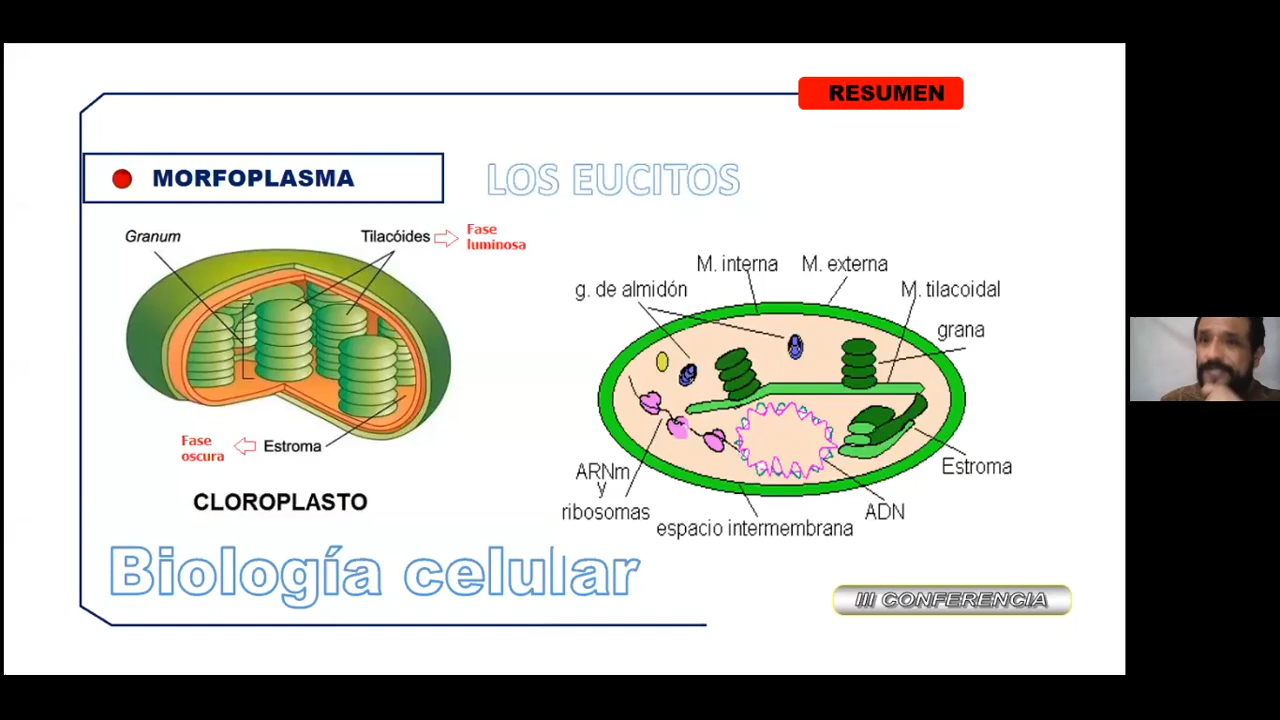 RESUMEN
MORFOPLASMA
LOS EUCITOS
Granum
Tilacóides
Fase
luminosa
Fase
oscura
Estroma
CLOROPLASTO
M. interna
M. externa
g. de almidón
M. tilacoidal
grana
ARNm
y
ribosomas
espacio intermembrana
ADN
Estroma
Biología celular
III CONFERENCIA